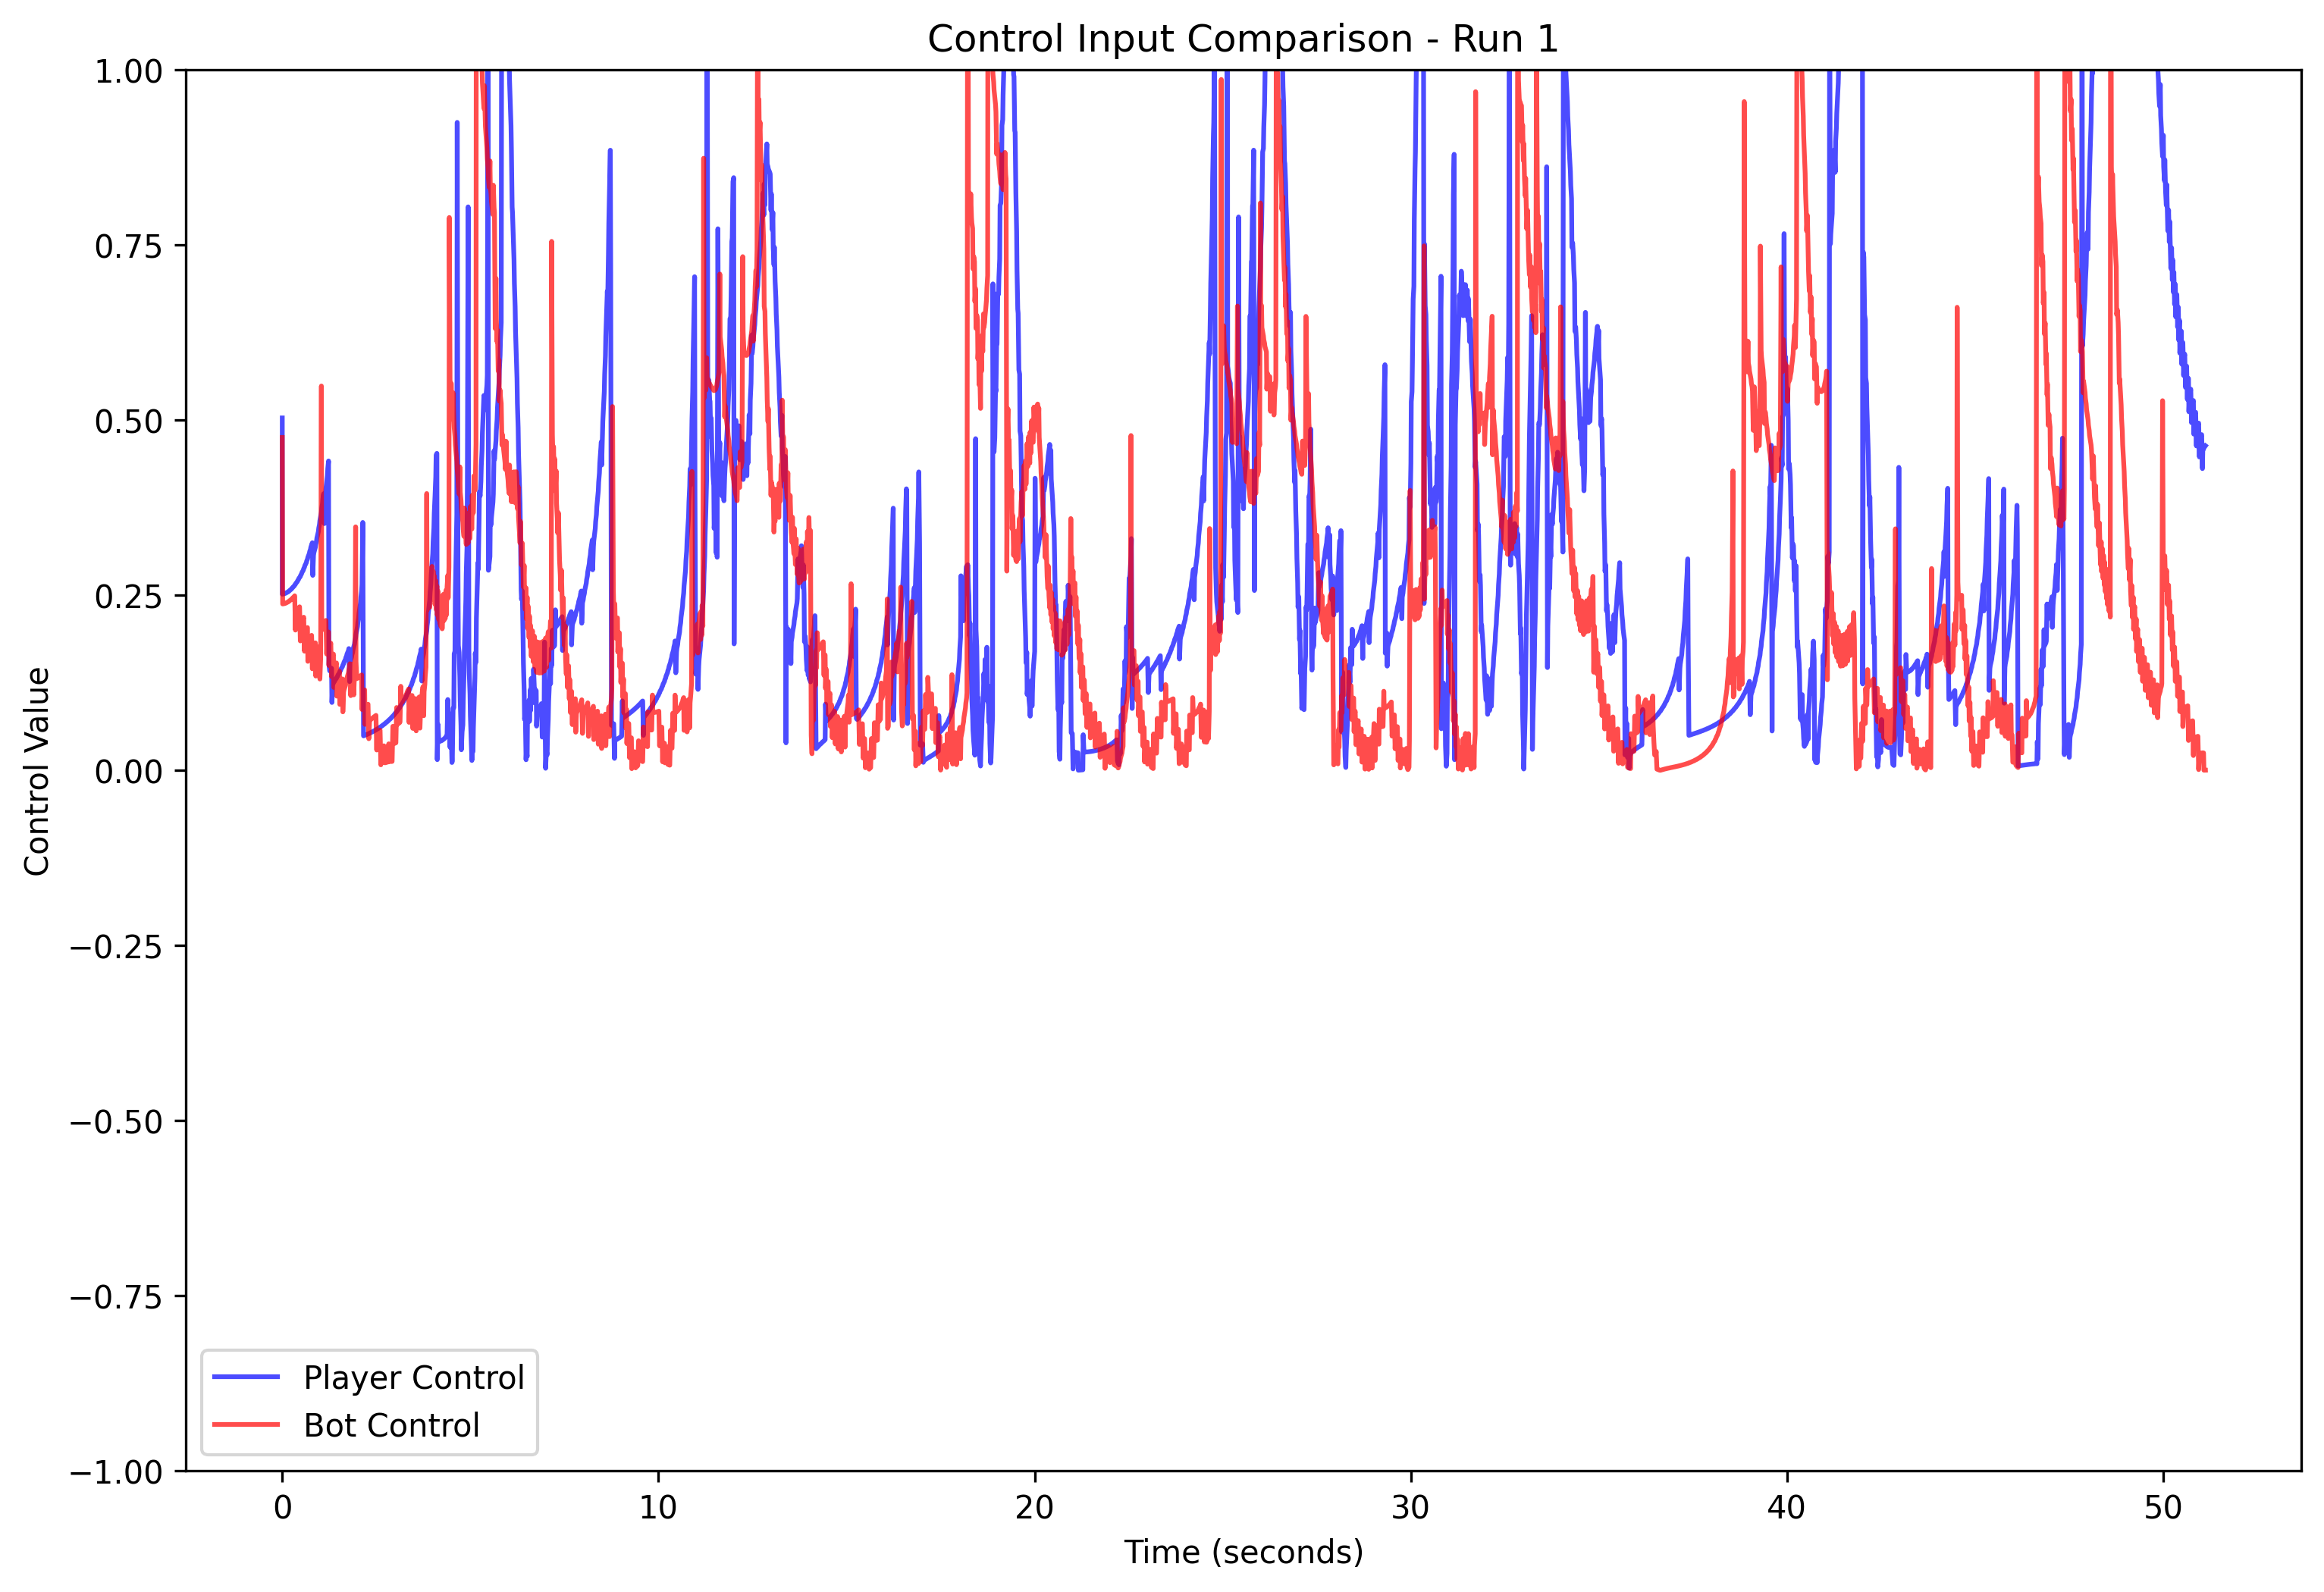 Control Input Comparison - Run 1
1.00
0.75
0.50
0.25
0.00
−0.25
−0.50
−0.75
−1.00
Control Value
Player Control
Bot Control
0 10 20 30 40 50
Time (seconds)